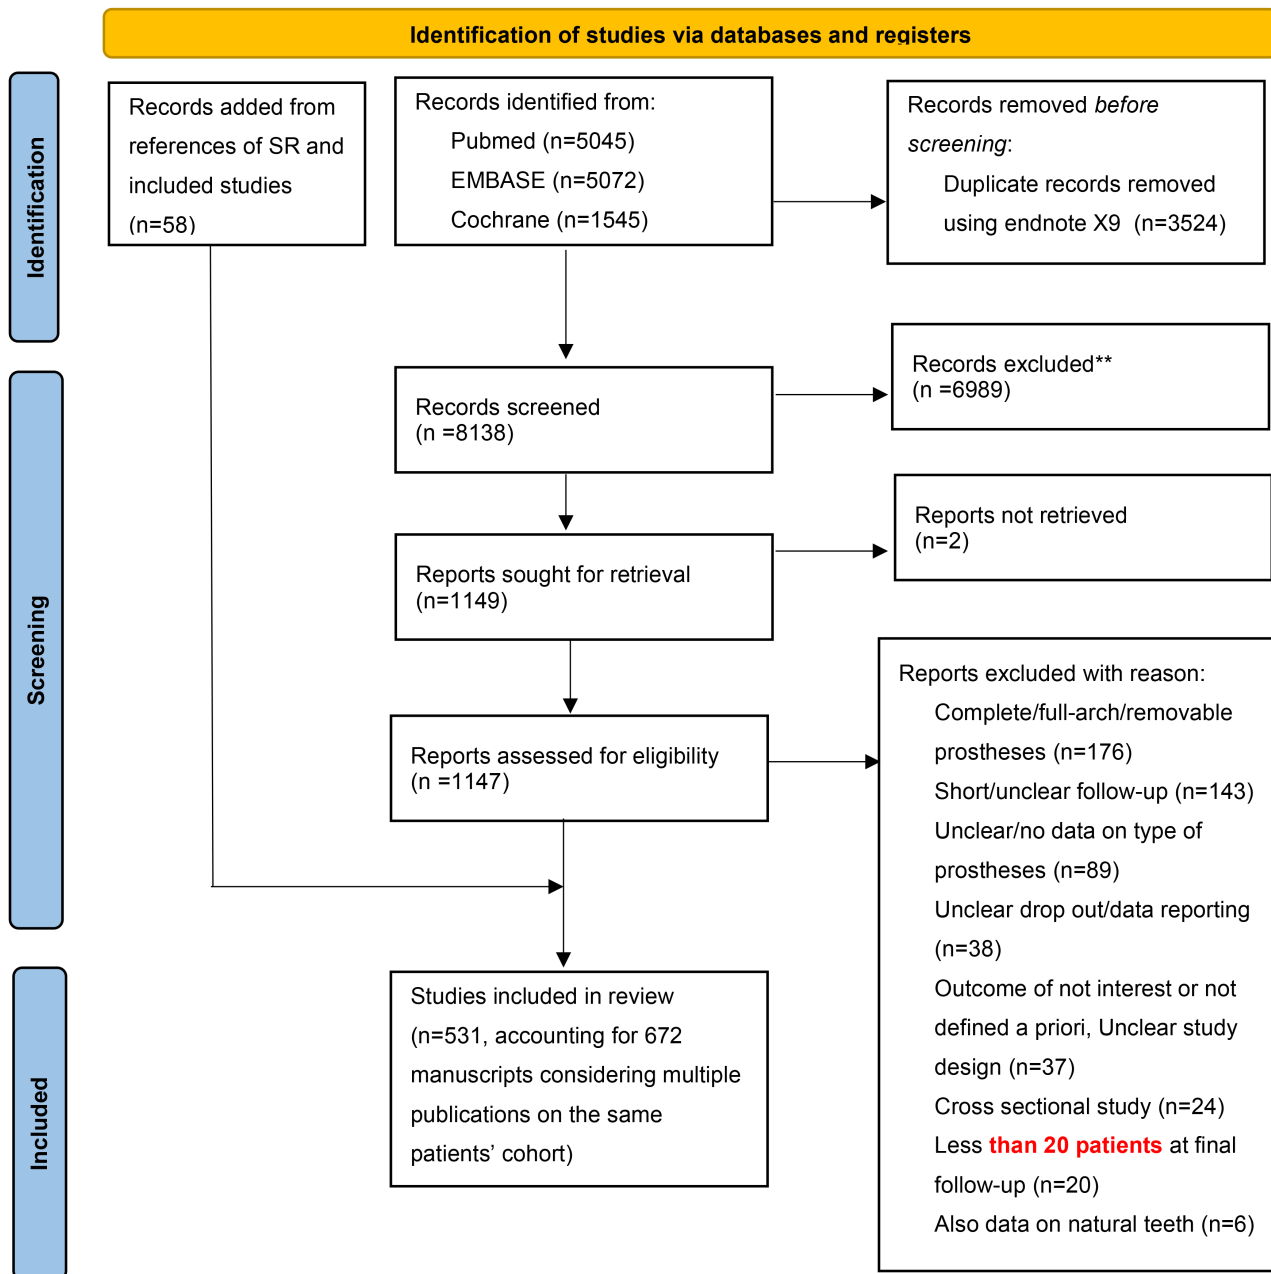 Identification of studies via databases and registers
Identification
Records added from
references of SR and
included studies
(n=58)
Records identified from:
Pubmed (n=5045)
EMBASE (n=5072)
Cochrane (n=1545)
Records removed before
screening:
Duplicate records removed
using endnote X9 (n=3524)
Screening
Records screened
(n =8138)
Records excluded**
(n =6989)
Reports sought for retrieval
(n=1149)
Reports not retrieved
(n=2)
Reports assessed for eligibility
(n =1147)
Reports excluded with reason:
Complete/full-arch/removable
prostheses (n=176)
Short/unclear follow-up (n=143)
Unclear/no data on type of
prostheses (n=89)
Unclear drop out/data reporting
(n=38)
Outcome of not interest or not
defined a priori, Unclear study
design (n=37)
Cross sectional study (n=24)
Less than 20 patients at final
follow-up (n=20)
Also data on natural teeth (n=6)
Included
Studies included in review
(n=531, accounting for 672
manuscripts considering multiple
publications on the same
patients’ cohort)